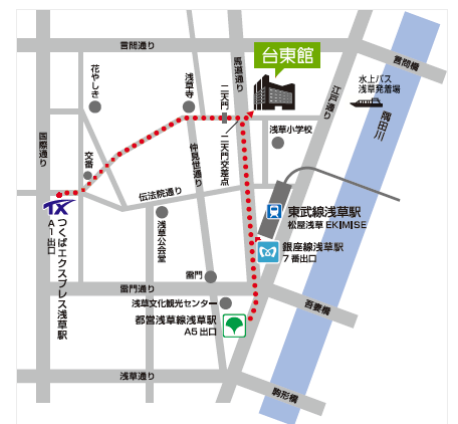 言問通り
花やしき
浅草寺
二天門
馬道通り
台東館
江戸通り
水上バス
浅草発着場
言問橋
隅田川
国際通り
交番
仲見世通り
二天門交差点
浅草小学校
伝法院通り
TX
A1出口
つくばエクスプレス浅草駅
浅草公会堂
東武線浅草駅
松屋浅草 EKIMISE
銀座線浅草駅
7番出口
雷門
雷門通り
浅草文化観光センター
都営浅草線浅草駅
A5出口
吾妻橋
浅草通り
駒形橋